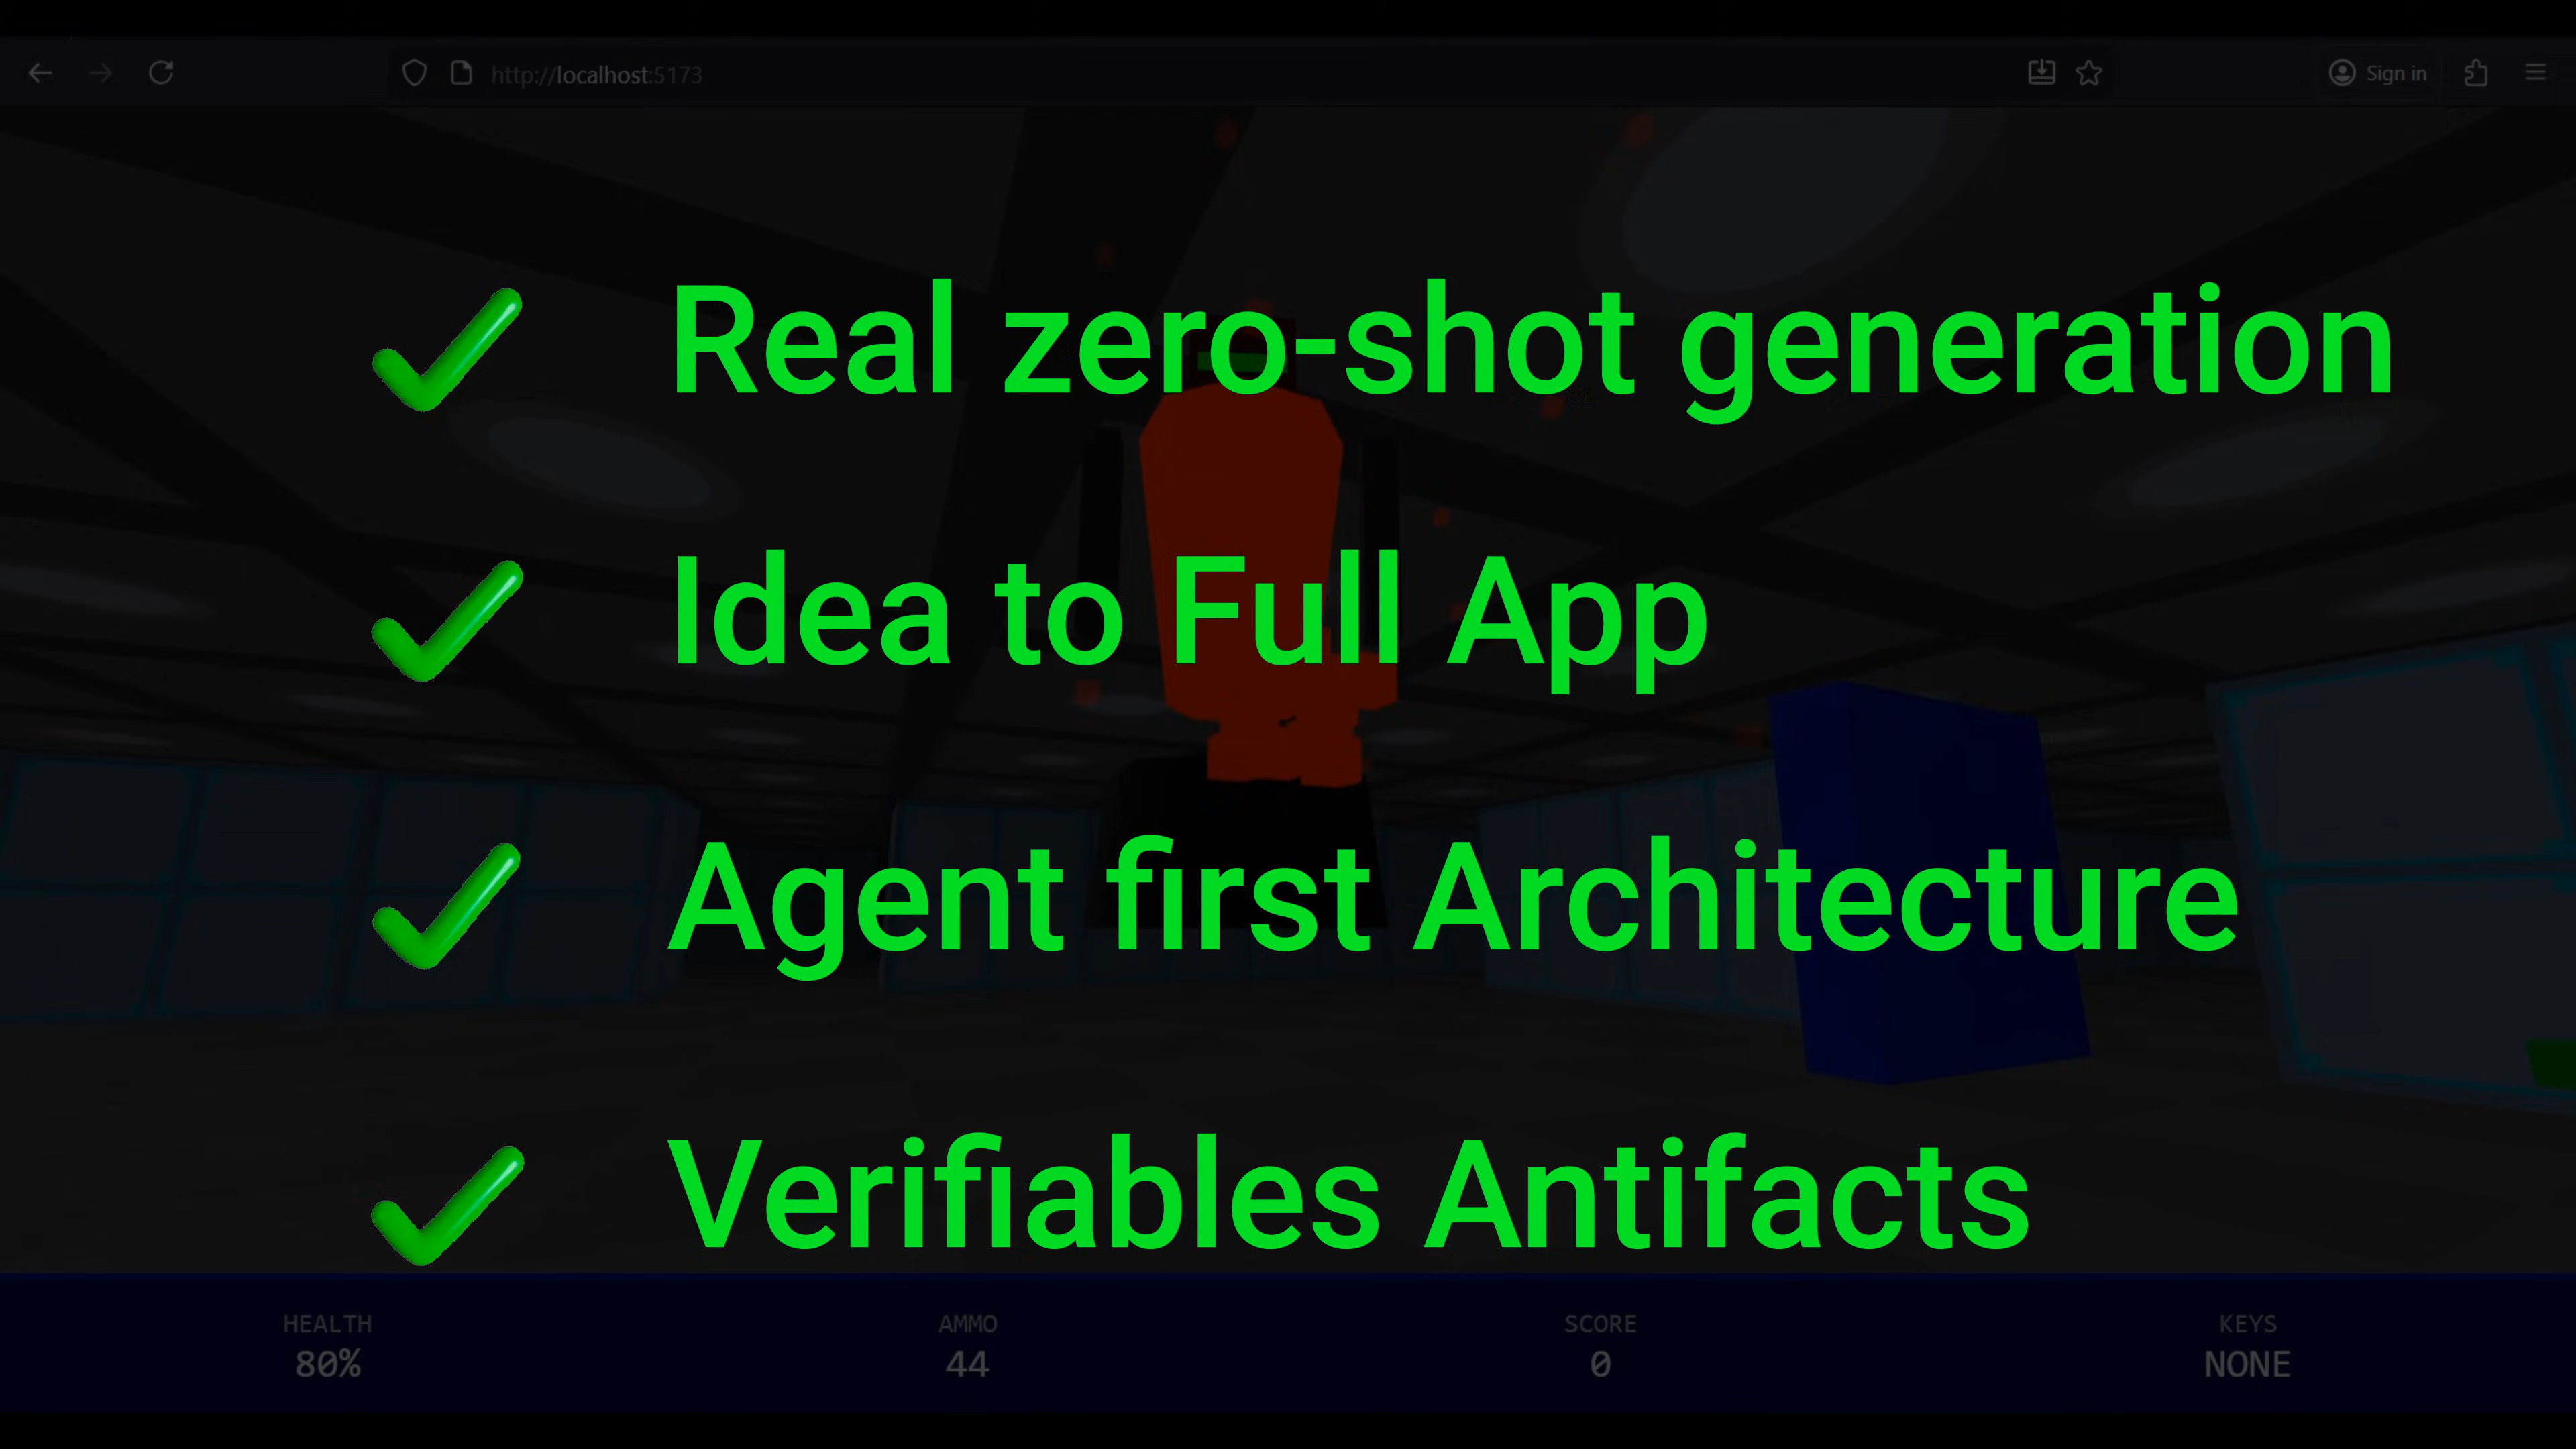 http://localhost:5173
Sign in
Real zero-shot generation
Idea to Full App
Agent first Architecture
Verifiables Antifacts
HEALTH AMMO SCORE KEYS
80% 44 0 NONE